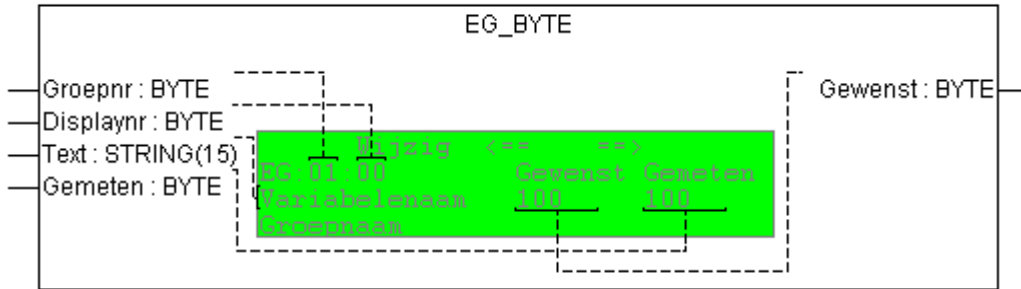 EG_BYTE
Groepnr : BYTE
Displaynr : BYTE
Text : STRING(15)
Gemeten : BYTE
Gewenst : BYTE
Wijzig <== ==>
EG:01:00 Gewenst Gemeten
Variabelenaam 100 100
Groepnaam